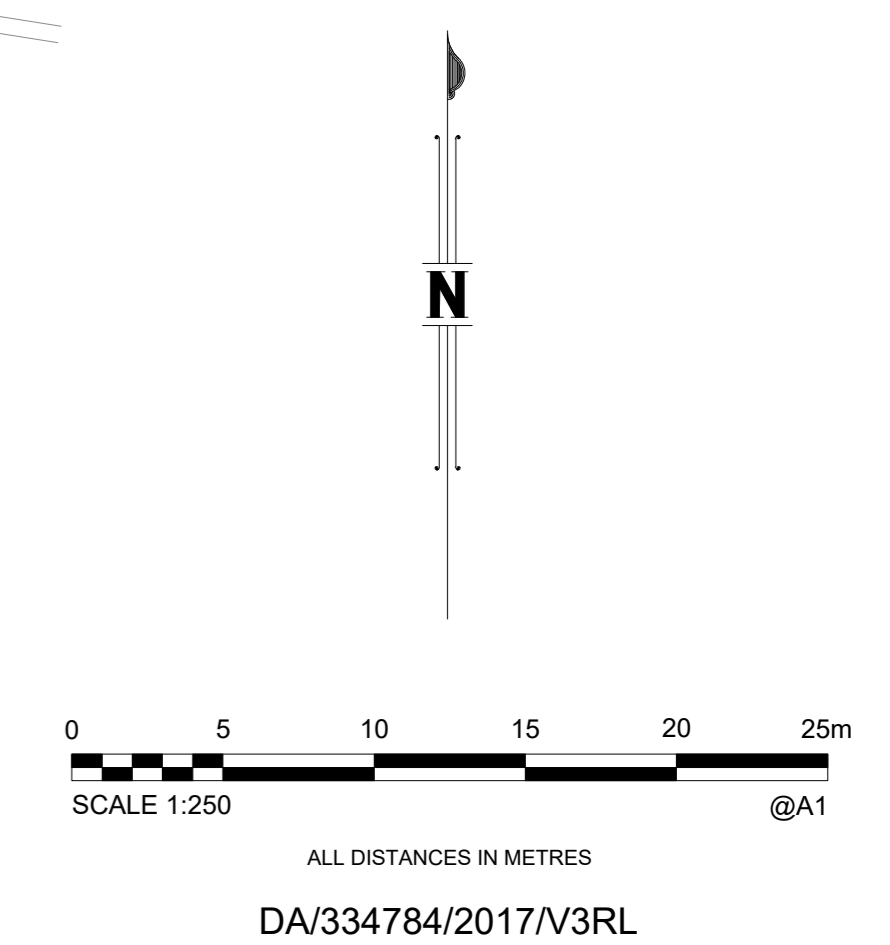 N
0 5 10 15 20 25m
SCALE 1:250 @A1
ALL DISTANCES IN METRES
DA/334784/2017/V3RL